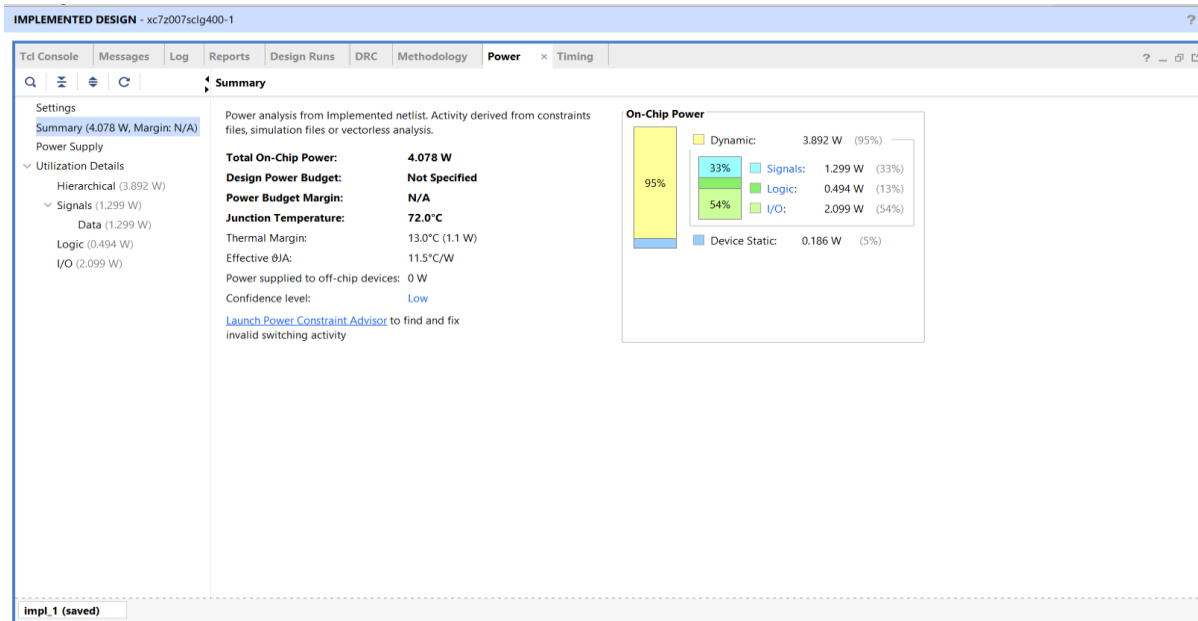 IMPLEMENTED DESIGN - xc7z007sclg400-1 ?
Tcl Console Messages Log Reports Design Runs DRC Methodology Power × Timing ?
Summary
Settings
Summary (4.078 W, Margin: N/A)
Power Supply
Utilization Details
Hierarchical (3.892 W)
Signals (1.299 W)
Data (1.299 W)
Logic (0.494 W)
I/O (2.099 W)
Power analysis from Implemented netlist. Activity derived from constraints
files, simulation files or vectorless analysis.
Total On-Chip Power: 4.078 W
Design Power Budget: Not Specified
Power Budget Margin: N/A
Junction Temperature: 72.0°C
Thermal Margin: 13.0°C (1.1 W)
Effective ϑJA: 11.5°C/W
Power supplied to off-chip devices: 0 W
Confidence level: Low
Launch Power Constraint Advisor to find and fix
invalid switching activity
On-Chip Power
Dynamic: 3.892 W (95%)
95%
33% Signals: 1.299 W (33%)
Logic: 0.494 W (13%)
54% I/O: 2.099 W (54%)
Device Static: 0.186 W (5%)
impl_1 (saved)